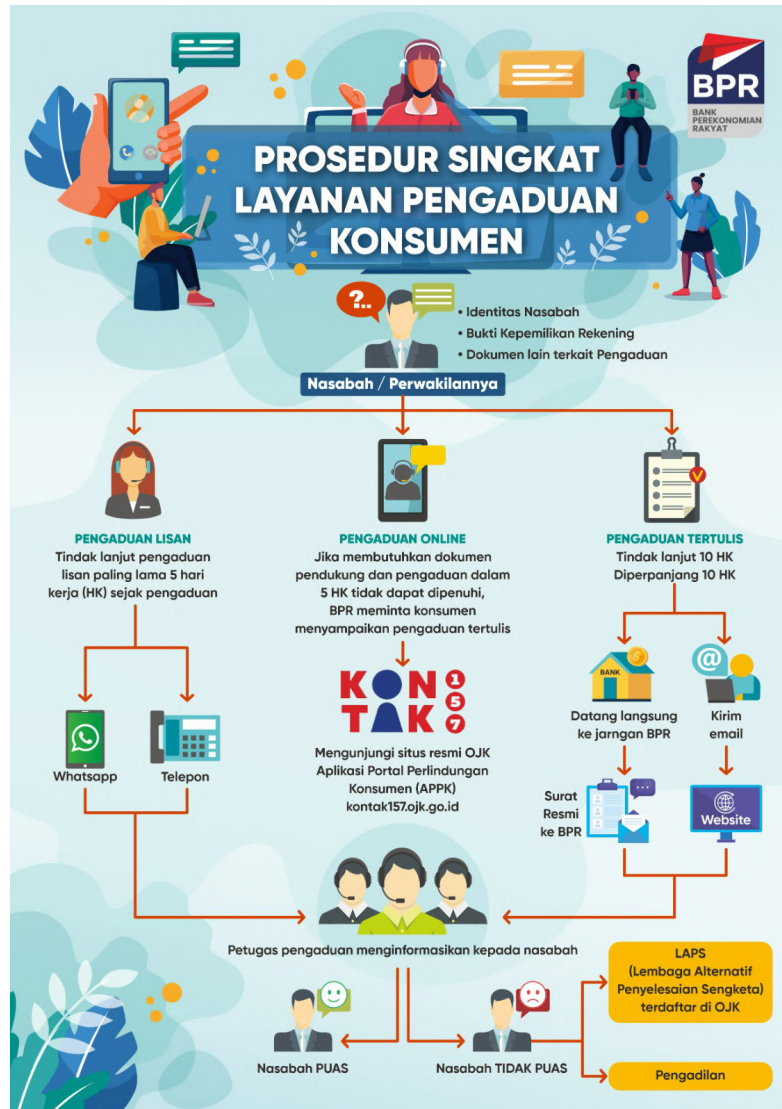 BPR
BANK
PEREKONOMIAN
RAKYAT
PROSEDUR SINGKAT
LAYANAN PENGADUAN
KONSUMEN
?..
• Identitas Nasabah
• Bukti Kepemilikan Rekening
• Dokumen lain terkait Pengaduan
Nasabah / Perwakilannya
PENGADUAN LISAN
Tindak lanjut pengaduan
lisan paling lama 5 hari
kerja (HK) sejak pengaduan
Whatsapp
Telepon
PENGADUAN ONLINE
Jika membutuhkan dokumen
pendukung dan pengaduan dalam
5 HK tidak dapat dipenuhi,
BPR meminta konsumen
menyampaikan pengaduan tertulis
KONTAK 157
Mengunjungi situs resmi OJK
Aplikasi Portal Perlindungan
Konsumen (APPK)
kontak157.ojk.go.id
PENGADUAN TERTULIS
Tindak lanjut 10 HK
Diperpanjang 10 HK
BANK
Datang langsung
ke jarngan BPR
@
Kirim
email
Surat
Resmi
ke BPR
Website
Petugas pengaduan menginformasikan kepada nasabah
Nasabah PUAS
Nasabah TIDAK PUAS
LAPS
(Lembaga Alternatif
Penyelesaian Sengketa)
terdaftar di OJK
Pengadilan